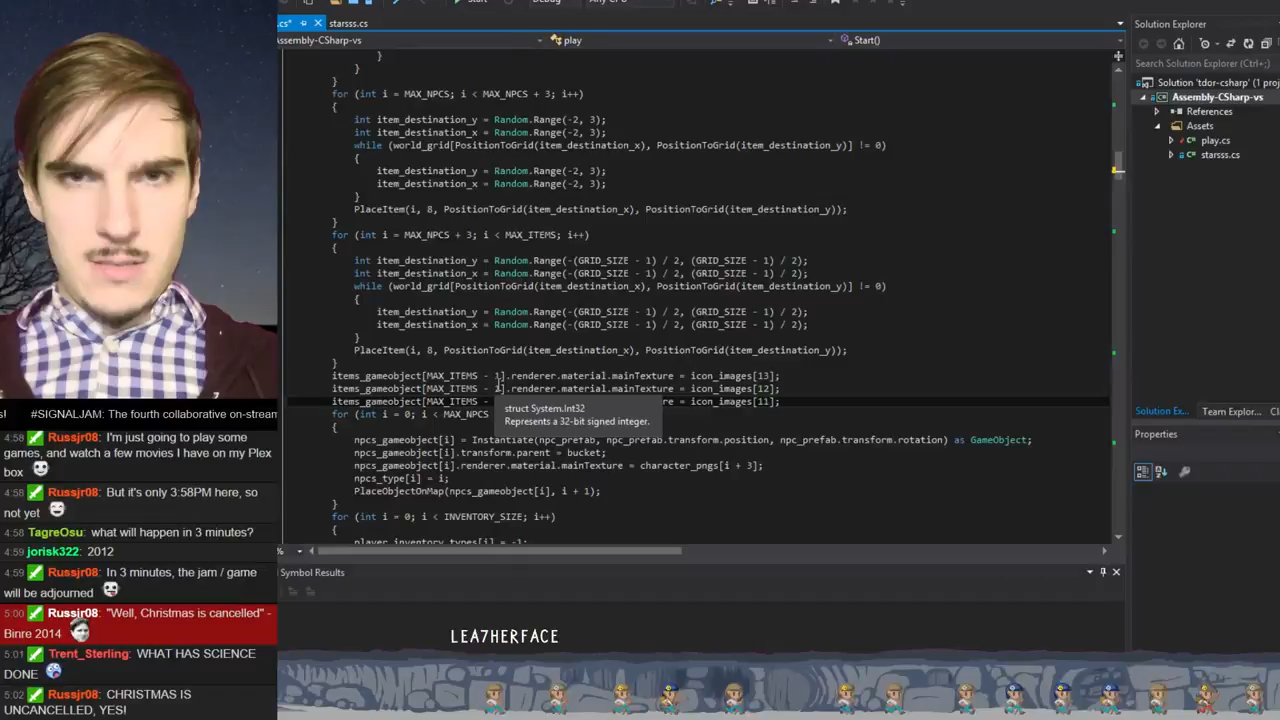 Start
Debug
Any CPU
.cs*
starsss.cs
Assembly-CSharp-vs
play
Start()
}
}
}
for (int i = MAX_NPCS; i < MAX_NPCS + 3; i++)
{
int item_destination_y = Random.Range(-2, 3);
int item_destination_x = Random.Range(-2, 3);
while (world_grid[PositionToGrid(item_destination_x), PositionToGrid(item_destination_y)] != 0)
{
item_destination_y = Random.Range(-2, 3);
item_destination_x = Random.Range(-2, 3);
}
PlaceItem(i, 8, PositionToGrid(item_destination_x), PositionToGrid(item_destination_y));
}
for (int i = MAX_NPCS + 3; i < MAX_ITEMS; i++)
{
int item_destination_y = Random.Range(-(GRID_SIZE - 1) / 2, (GRID_SIZE - 1) / 2);
int item_destination_x = Random.Range(-(GRID_SIZE - 1) / 2, (GRID_SIZE - 1) / 2);
while (world_grid[PositionToGrid(item_destination_x), PositionToGrid(item_destination_y)] != 0)
{
item_destination_y = Random.Range(-(GRID_SIZE - 1) / 2, (GRID_SIZE - 1) / 2);
item_destination_x = Random.Range(-(GRID_SIZE - 1) / 2, (GRID_SIZE - 1) / 2);
}
PlaceItem(i, 8, PositionToGrid(item_destination_x), PositionToGrid(item_destination_y));
}
items_gameobject[MAX_ITEMS - 1].renderer.material.mainTexture = icon_images[13];
items_gameobject[MAX_ITEMS - ].renderer.material.mainTexture = icon_images[12];
items_gameobject[MAX_ITEMS - = icon_images[11];
struct System.Int32
Represents a 32-bit signed integer.
for (int i = 0; i < MAX_NPCS
{
npcs_gameobject[i] = Instantiate(npc_prefab, npc_prefab.transform.position, npc_prefab.transform.rotation) as GameObject;
npcs_gameobject[i].transform.parent = bucket;
npcs_gameobject[i].renderer.material.mainTexture = character_pngs[i + 3];
npcs_type[i] = i;
PlaceObjectOnMap(npcs_gameobject[i], i + 1);
}
for (int i = 0; i < INVENTORY_SIZE; i++)
{
player_inventory_types[i] = -1;
%
Symbol Results
Solution Explorer
Search Solution Explorer (Ctrl+;)
Solution 'tdor-csharp' (1 proj
Assembly-CSharp-vs
References
Assets
play.cs
starsss.cs
Solution Ex...
Team Explor...
Properties
s! #SIGNALJAM: The fourth collaborative on-stream
4:58 Russjr08: I'm just going to play some
games, and watch a few movies I have on my Plex
box
4:58 Russjr08: But it's only 3:58PM here, so
not yet
4:58 TagreOsu: what will happen in 3 minutes?
4:59 jorisk322: 2012
4:59 Russjr08: In 3 minutes, the jam / game
will be adjourned
5:00 Russjr08: "Well, Christmas is cancelled" -
Binre 2014
5:01 Trent_Sterling: WHAT HAS SCIENCE
DONE
5:02 Russjr08: CHRISTMAS IS
UNCANCELLED, YES!
LEA7HERFACE